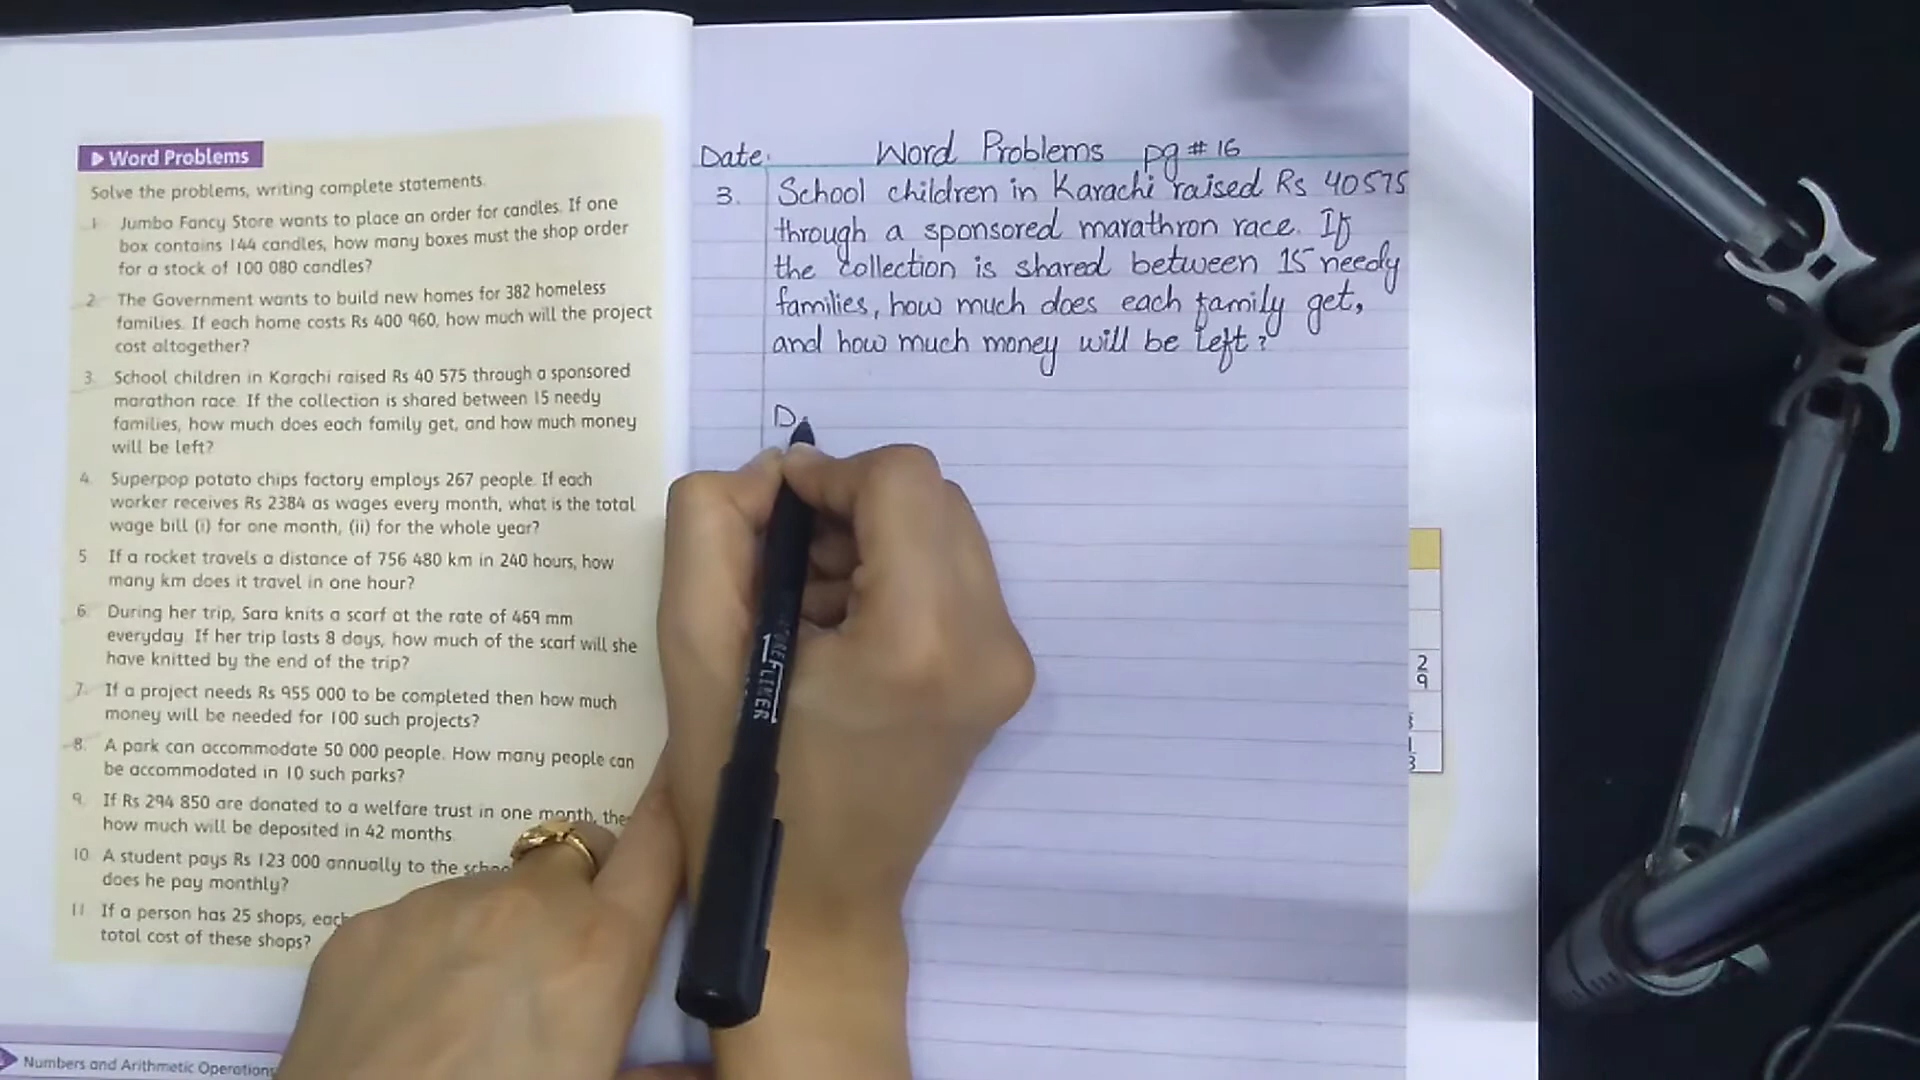 Word Problems
Solve the problems, writing complete statements.
1. Jumbo Fancy Store wants to place an order for candles. If one
box contains 144 candles, how many boxes must the shop order
for a stock of 100 080 candles?
2. The Government wants to build new homes for 382 homeless
families. If each home costs Rs 400 960, how much will the project
cost altogether?
3. School children in Karachi raised Rs 40 575 through a sponsored
marathon race. If the collection is shared between 15 needy
families, how much does each family get, and how much money
will be left?
4. Superpop potato chips factory employs 267 people. If each
worker receives Rs 2384 as wages every month, what is the total
wage bill (i) for one month, (ii) for the whole year?
5. If a rocket travels a distance of 756 480 km in 240 hours, how
many km does it travel in one hour?
6. During her trip, Sara knits a scarf at the rate of 469 mm
everyday. If her trip lasts 8 days, how much of the scarf will she
have knitted by the end of the trip?
7. If a project needs Rs 955 000 to be completed then how much
money will be needed for 100 such projects?
8. A park can accommodate 50 000 people. How many people can
be accommodated in 10 such parks?
9. If Rs 294 850 are donated to a welfare trust in one month,
how much will be deposited in 42 months.
10. A student pays Rs 123 000 annually to the
does he pay monthly?
11. If a person has 25 shops,
total cost of these shops?
Numbers and Arithmetic Operations
Date: Word Problems pg # 16
3. School children in Karachi raised Rs 40575
through a sponsored marathron race. If
the collection is shared between 15 needy
families, how much does each family get,
and how much money will be left?
D
2
9
1
3